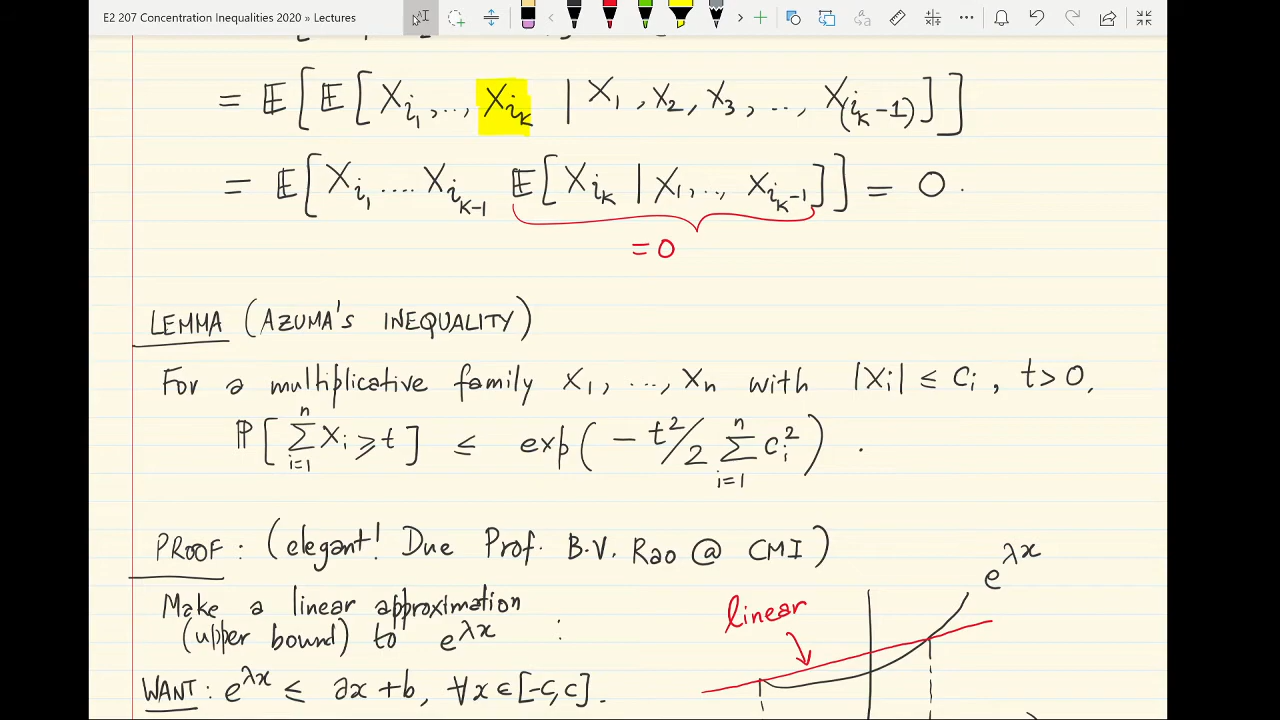 E2 207 Concentration Inequalities 2020 » Lectures
= 𝔼[𝔼[X_{i_1}, .., X_{i_k} | X_1, X_2, X_3, .., X_{(i_k-1)}]]
= 𝔼[X_{i_1} .... X_{i_{k-1}} 𝔼[X_{i_k} | X_1, .., X_{i_k-1}]] = 0.
= 0
LEMMA (AZUMA'S INEQUALITY)
For a multiplicative family X_1, ..., X_n with |X_i| ≤ c_i, t > 0,
ℙ[∑_{i=1}^{n} X_i ≥ t] ≤ exp(-t^2/2 ∑_{i=1}^{n} c_i^2).
PROOF: (elegant! Due Prof. B.V. Rao @ CMI)
e^{λx}
Make a linear approximation
linear
(upper bound) to e^{λx} :
WANT: e^{λx} ≤ ax + b, ∀x ∈ [-c, c].